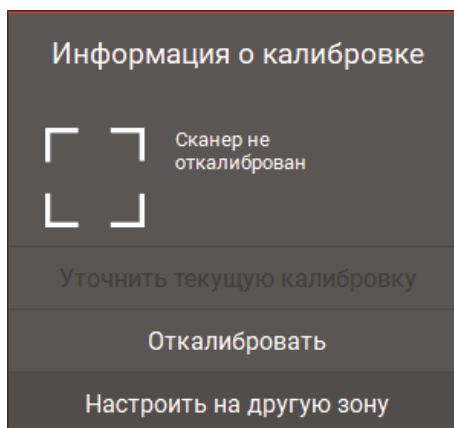 Информация о калибровке
Сканер не
откалиброван
Уточнить текущую калибровку
Откалибровать
Настроить на другую зону